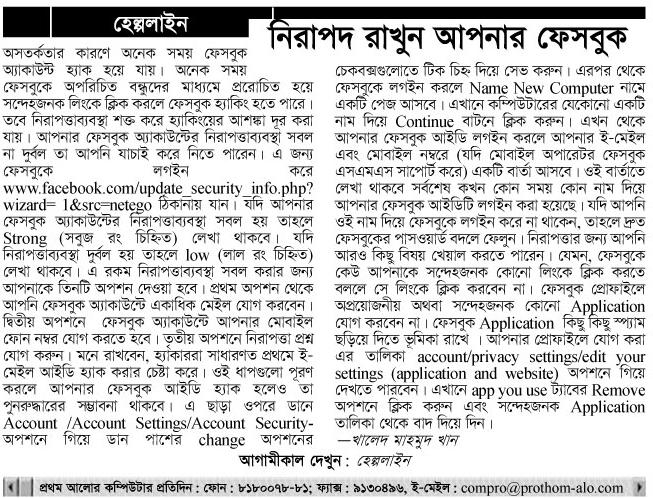 হেল্পলাইন
নিরাপদ রাখুন আপনার ফেসবুক
অসতর্কতার কারণে অনেক সময় ফেসবুক
অ্যাকাউন্ট হ্যাক হয়ে যায়। অনেক সময়
ফেসবুকে অপরিচিত বন্ধুদের মাধ্যমে প্ররোচিত হয়ে
সন্দেহজনক লিংকে ক্লিক করলে ফেসবুক হ্যাকিং হতে পারে।
তবে নিরাপত্তাব্যবস্থা শক্ত করে হ্যাকিংয়ের আশঙ্কা দূর করা
যায়। আপনার ফেসবুক অ্যাকাউন্টের নিরাপত্তাব্যবস্থা সবল
না দুর্বল তা আপনি যাচাই করে নিতে পারেন। এ জন্য
ফেসবুকে লগইন করে
www.facebook.com/update_security_info.php?
wizard= 1&src=netego ঠিকানায় যান। যদি আপনার
ফেসবুক অ্যাকাউন্টের নিরাপত্তাব্যবস্থা সবল হয় তাহলে
Strong (সবুজ রং চিহ্নিত) লেখা থাকবে। যদি
নিরাপত্তাব্যবস্থা দুর্বল হয় তাহলে low (লাল রং চিহ্নিত)
লেখা থাকবে। এ রকম নিরাপত্তাব্যবস্থা সবল করার জন্য
আপনাকে তিনটি অপশন দেওয়া হবে। প্রথম অপশন থেকে
আপনি ফেসবুক অ্যাকাউন্টে একাধিক মেইল যোগ করবেন।
দ্বিতীয় অপশনে ফেসবুক অ্যাকাউন্টে আপনার মোবাইল
ফোন নম্বর যোগ করতে হবে। তৃতীয় অপশনে নিরাপত্তা প্রশ্ন
যোগ করুন। মনে রাখবেন, হ্যাকাররা সাধারণত প্রথমে ই-
মেইল আইডি হ্যাক করার চেষ্টা করে। ওই ধাপগুলো পূরণ
করলে আপনার ফেসবুক আইডি হ্যাক হলেও তা
পুনরুদ্ধারের সম্ভাবনা থাকবে। এ ছাড়া ওপরে ডানে
Account /Account Settings/Account Security-
অপশনে গিয়ে ডান পাশের change অপশনের
চেকবক্সগুলোতে টিক চিহ্ন দিয়ে সেভ করুন। এরপর থেকে
ফেসবুকে লগইন করলে Name New Computer নামে
একটি পেজ আসবে। এখানে কম্পিউটারের যেকোনো একটি
নাম দিয়ে Continue বাটনে ক্লিক করুন। এখন থেকে
আপনার ফেসবুক আইডি লগইন করলে আপনার ই-মেইল
এবং মোবাইল নম্বরে (যদি মোবাইল অপারেটর ফেসবুক
এসএমএস সাপোর্ট করে) একটি বার্তা আসবে। ওই বার্তাতে
লেখা থাকবে সর্বশেষ কখন কোন সময় কোন নাম দিয়ে
আপনার ফেসবুক আইডিটি লগইন করা হয়েছে। যদি আপনি
ওই নাম দিয়ে ফেসবুকে লগইন করে না থাকেন, তাহলে দ্রুত
ফেসবুকের পাসওয়ার্ড বদলে ফেলুন। নিরাপত্তার জন্য আপনি
আরও কিছু বিষয় খেয়াল করতে পারেন। যেমন, ফেসবুকে
কেউ আপনাকে সন্দেহজনক কোনো লিংকে ক্লিক করতে
বললে সে লিংকে ক্লিক করবেন না। ফেসবুক প্রোফাইলে
অপ্রয়োজনীয় অথবা সন্দেহজনক কোনো Application
যোগ করবেন না। ফেসবুক Application কিছু কিছু স্প্যাম
ছড়িয়ে দিতে ভূমিকা রাখে । আপনার প্রোফাইলে যোগ করা
এর তালিকা account/privacy settings/edit your
settings (application and website) অপশনে গিয়ে
দেখতে পারবেন। এখানে app you use ট্যাবের Remove
অপশনে ক্লিক করুন এবং সন্দেহজনক Application
তালিকা থেকে বাদ দিয়ে দিন।
—খালেদ মাহমুদ খান
আগামীকাল দেখুন : হেল্পলাইন
প্রথম আলোর কম্পিউটার প্রতিদিন : ফোন : ৮১৮০০৭৮-৮১; ফ্যাক্স : ৯১৩০৪৯৬, ই-মেইল : compro@prothom-alo.com